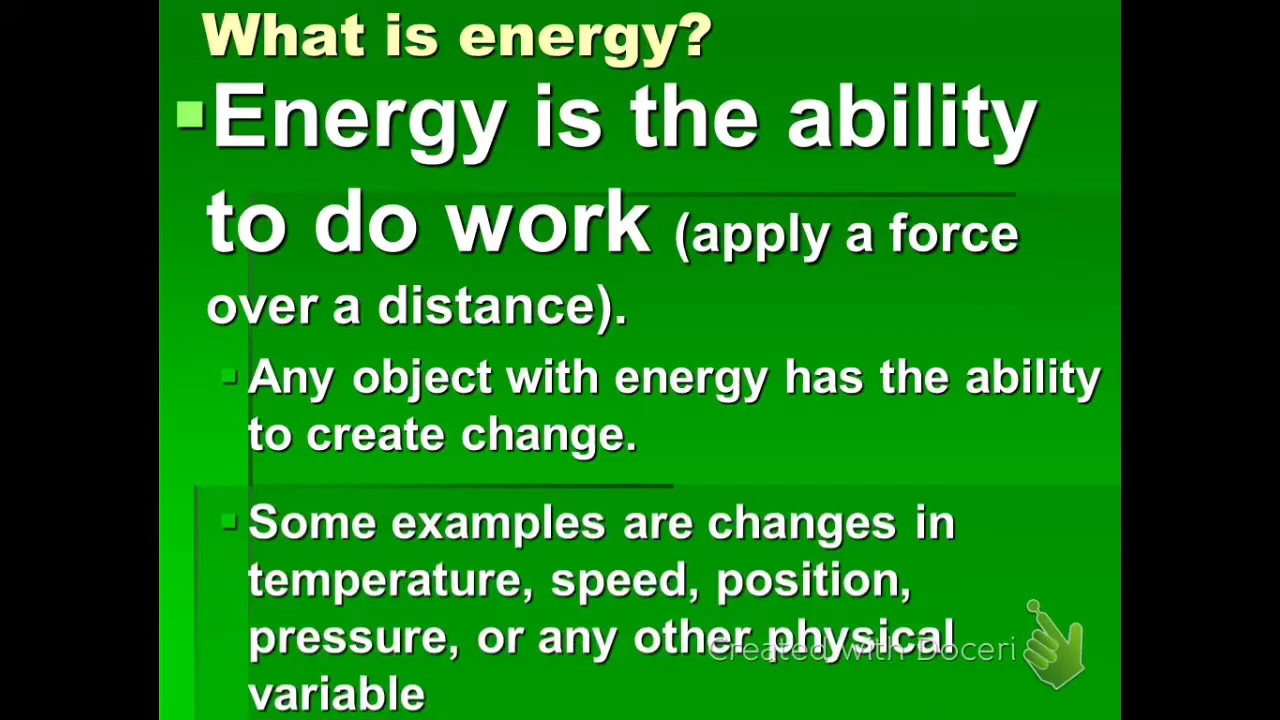 What is energy?
Energy is the ability
to do work (apply a force
over a distance).
Any object with energy has the ability
to create change.
Some examples are changes in
temperature, speed, position,
pressure, or any other physical
Created with Doceri
variable